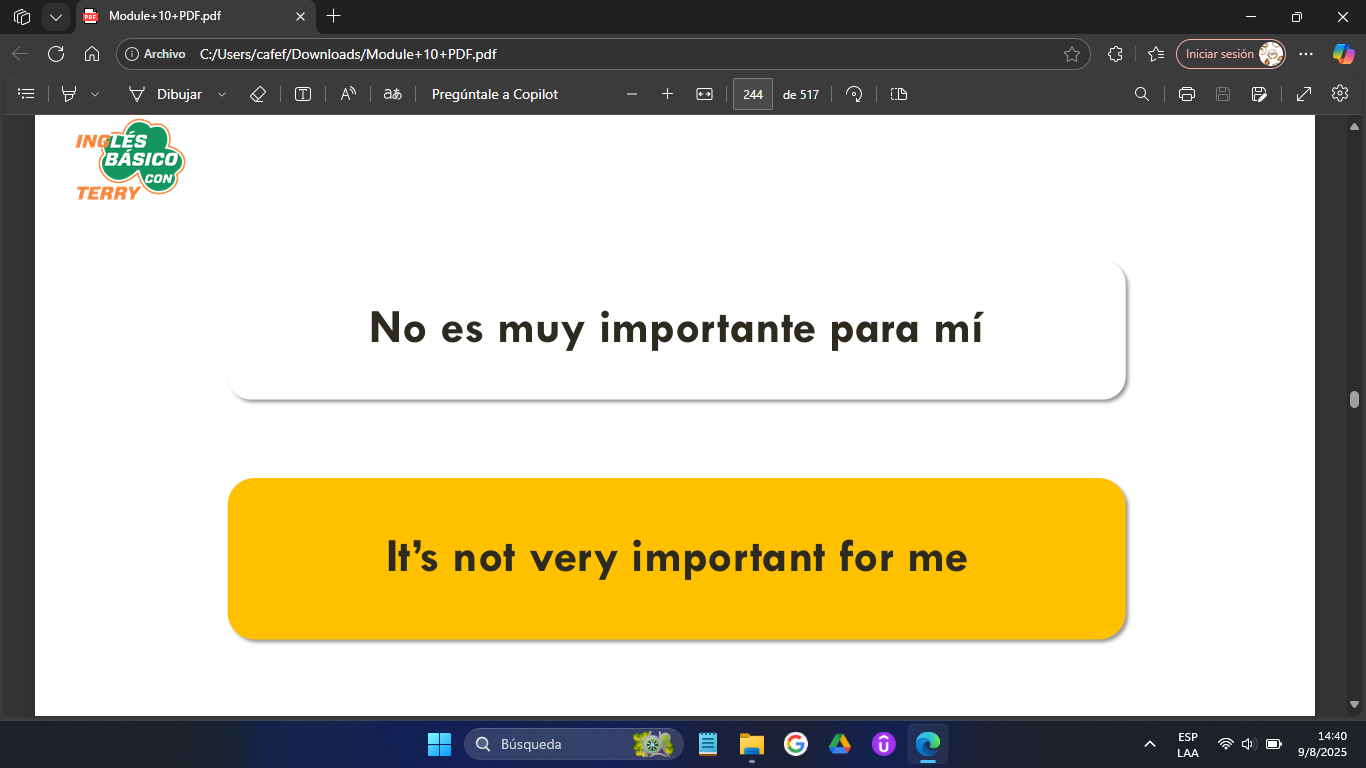 Module+10+PDF.pdf
Archivo C:/Users/cafef/Downloads/Module+10+PDF.pdf
Iniciar sesión
Dibujar
Pregúntale a Copilot
244 de 517
INGLÉS
BÁSICO
CON
TERRY
No es muy importante para mí
It’s not very important for me
Búsqueda
ESP
LAA
14:40
9/8/2025